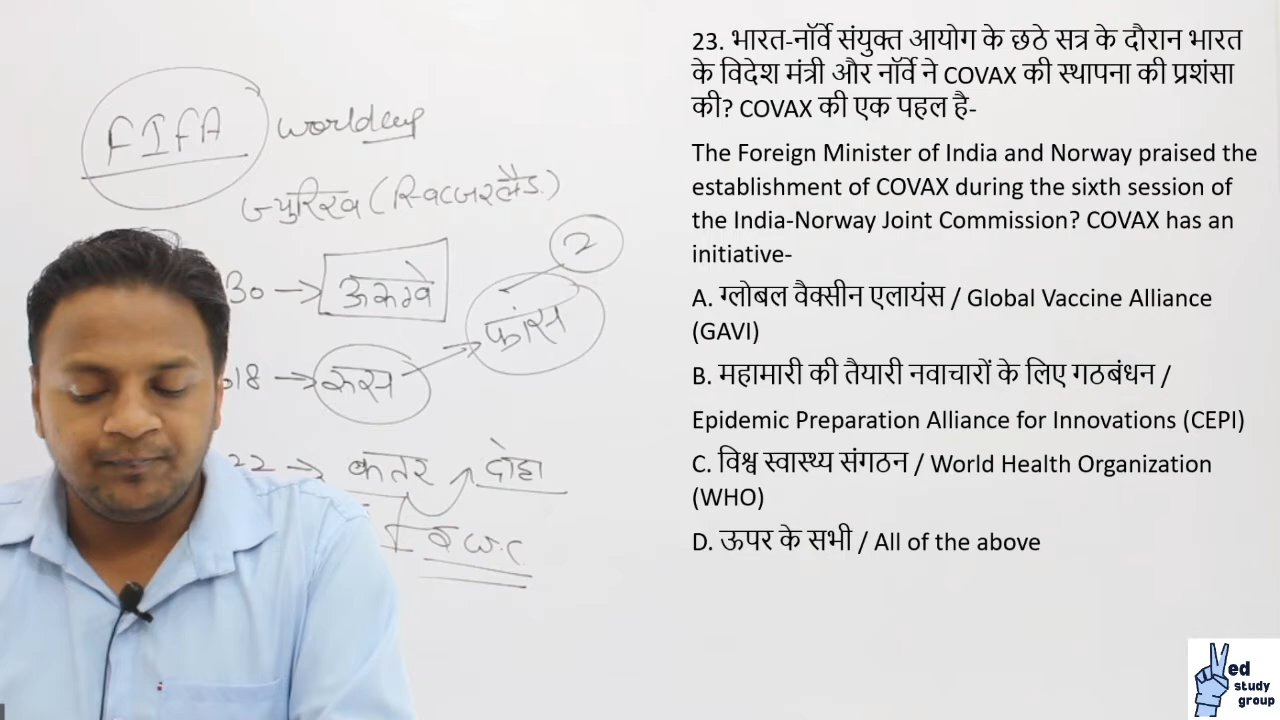 FIFA worldcup
ज्युरिख (स्विटजरलैंड)
30 → उरुग्वे
2
फ्रांस
018 → रूस
22 → कतर दोहा
W.C
23. भारत-नॉर्वे संयुक्त आयोग के छठे सत्र के दौरान भारत
के विदेश मंत्री और नॉर्वे ने COVAX की स्थापना की प्रशंसा
की? COVAX की एक पहल है-
The Foreign Minister of India and Norway praised the
establishment of COVAX during the sixth session of
the India-Norway Joint Commission? COVAX has an
initiative-
A. ग्लोबल वैक्सीन एलायंस / Global Vaccine Alliance
(GAVI)
B. महामारी की तैयारी नवाचारों के लिए गठबंधन /
Epidemic Preparation Alliance for Innovations (CEPI)
C. विश्व स्वास्थ्य संगठन / World Health Organization
(WHO)
D. ऊपर के सभी / All of the above
Ved
study
group